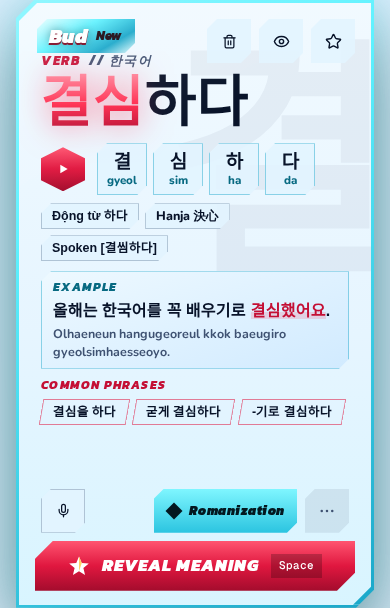 Bud New
VERB // 한국어
결심하다
결 심 하 다
gyeol sim ha da
Động từ 하다 Hanja 決心
Spoken [결씸하다]
EXAMPLE
올해는 한국어를 꼭 배우기로 결심했어요.
Olhaeneun hangugeoreul kkok baeugiro
gyeolsimhaesseoyo.
COMMON PHRASES
결심을 하다 굳게 결심하다 -기로 결심하다
Romanization
REVEAL MEANING Space